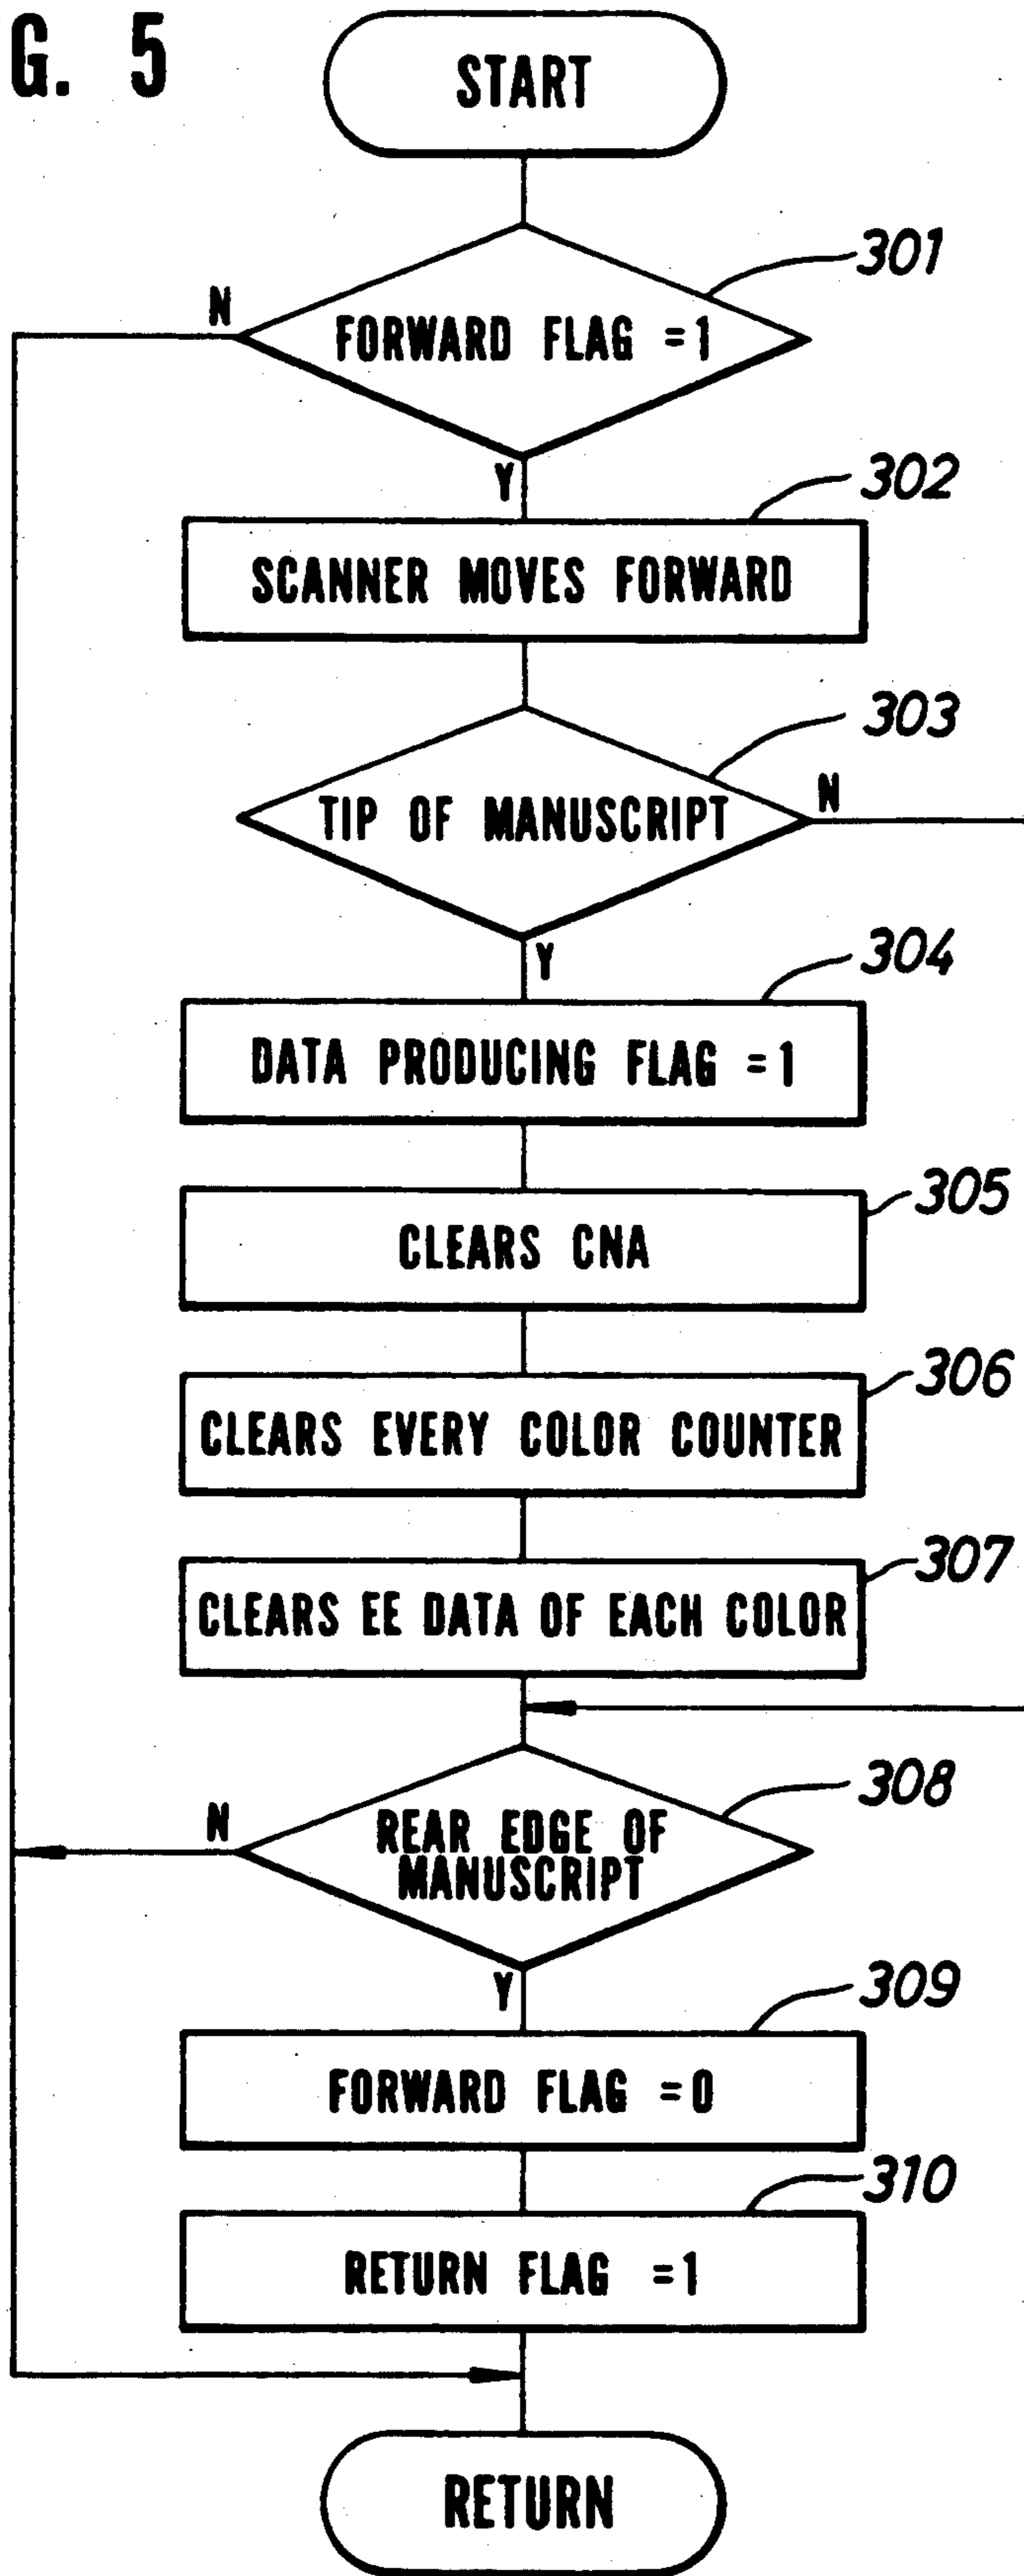 G. 5
START
301
N
FORWARD FLAG =1
Y
302
SCANNER MOVES FORWARD
303
TIP OF MANUSCRIPT
N
Y
304
DATA PRODUCING FLAG =1
305
CLEARS CNA
306
CLEARS EVERY COLOR COUNTER
307
CLEARS EE DATA OF EACH COLOR
308
N
REAR EDGE OF
MANUSCRIPT
Y
309
FORWARD FLAG =0
310
RETURN FLAG =1
RETURN